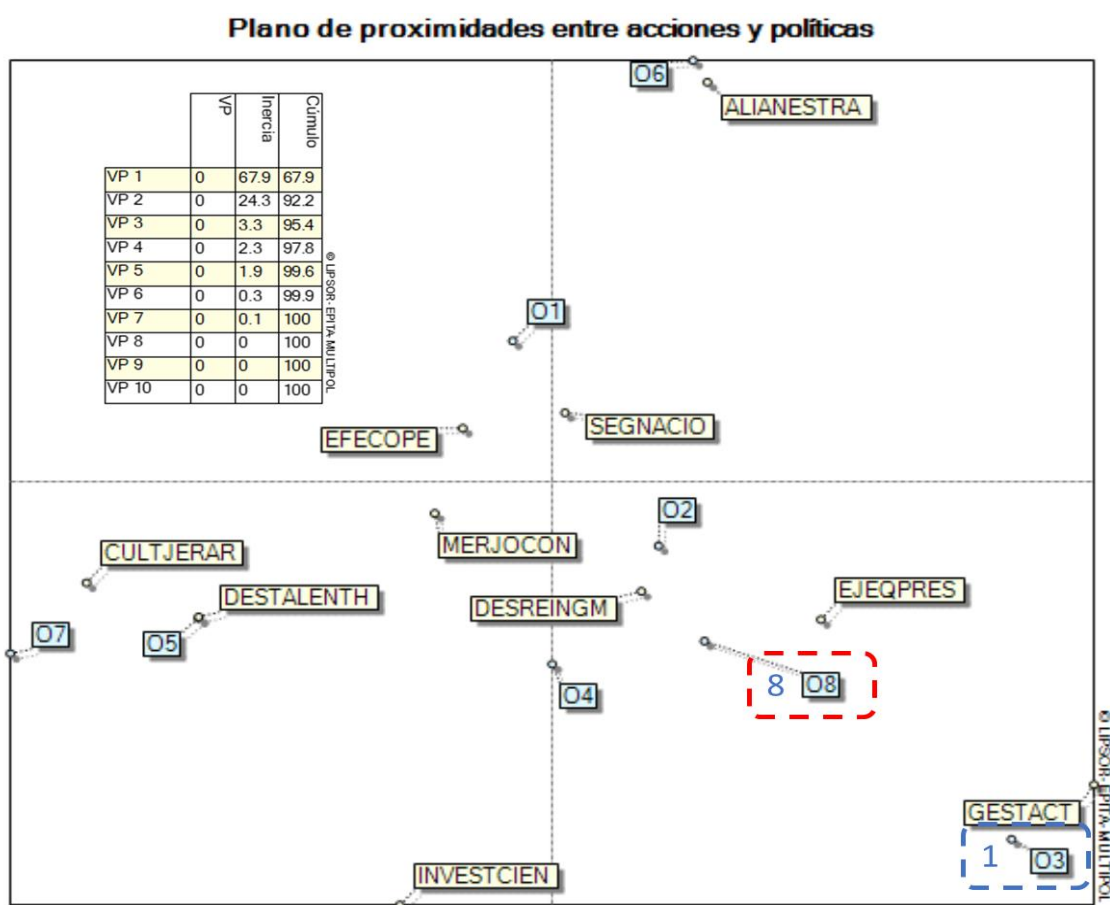 Plano de proximidades entre acciones y políticas
O6
ALIANESTRA
VP Inercia Cúmulo
VP 1 0 67.9 67.9
VP 2 0 24.3 92.2
VP 3 0 3.3 95.4
VP 4 0 2.3 97.8
VP 5 0 1.9 99.6
VP 6 0 0.3 99.9
VP 7 0 0.1 100
VP 8 0 0 100
VP 9 0 0 100
VP 10 0 0 100
© LIPSOR-EPITA-MULTIPOL
O1
SEGNACIO
EFECOPE
O2
MERJOCON
CULTJERAR
EJEQPRES
DESTALENTH
DESREINGM
O7
O5
8 O8
O4
© LIPSOR-EPITA-MULTIPOL
GESTACT
1 O3
INVESTCIEN